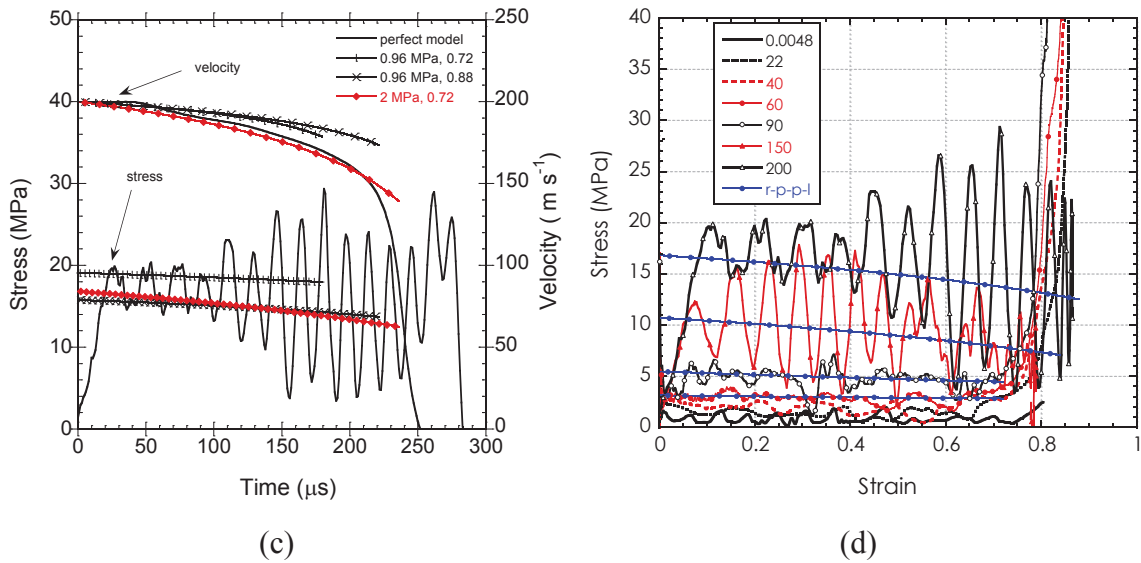 (c)
50
40
30
20
10
0
Stress (MPa)
250
200
150
100
50
0
Velocity ( m s⁻¹)
perfect model
0.96 MPa, 0.72
0.96 MPa, 0.88
2 MPa, 0.72
velocity
stress
0 50 100 150 200 250 300
Time (μs)
(d)
40
35
30
25
20
15
10
5
0
Stress (MPa)
0.0048
22
40
60
90
150
200
r-p-p-l
0 0.2 0.4 0.6 0.8 1
Strain